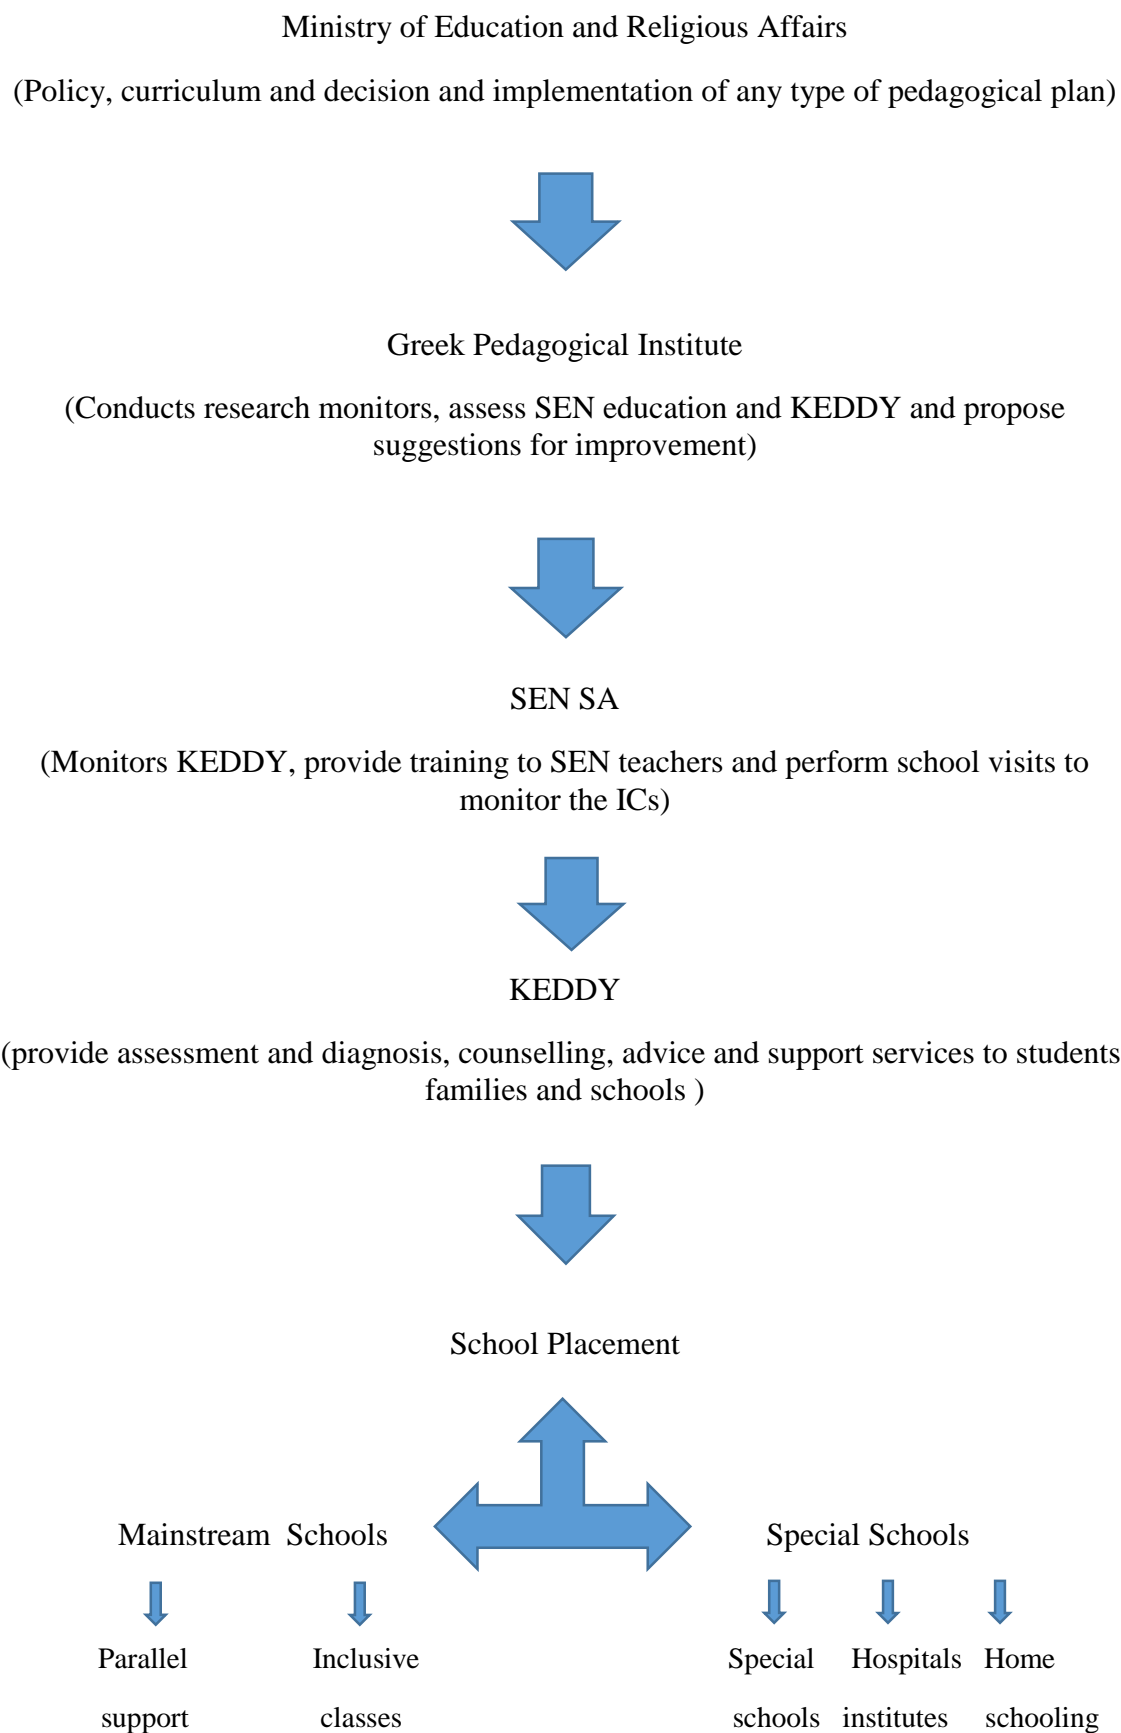 Ministry of Education and Religious Affairs
(Policy, curriculum and decision and implementation of any type of pedagogical plan)
Greek Pedagogical Institute
(Conducts research monitors, assess SEN education and KEDDY and propose
suggestions for improvement)
SEN SA
(Monitors KEDDY, provide training to SEN teachers and perform school visits to
monitor the ICs)
KEDDY
(provide assessment and diagnosis, counselling, advice and support services to students
families and schools )
School Placement
Mainstream Schools Special Schools
Parallel Inclusive Special Hospitals Home
support classes schools institutes schooling